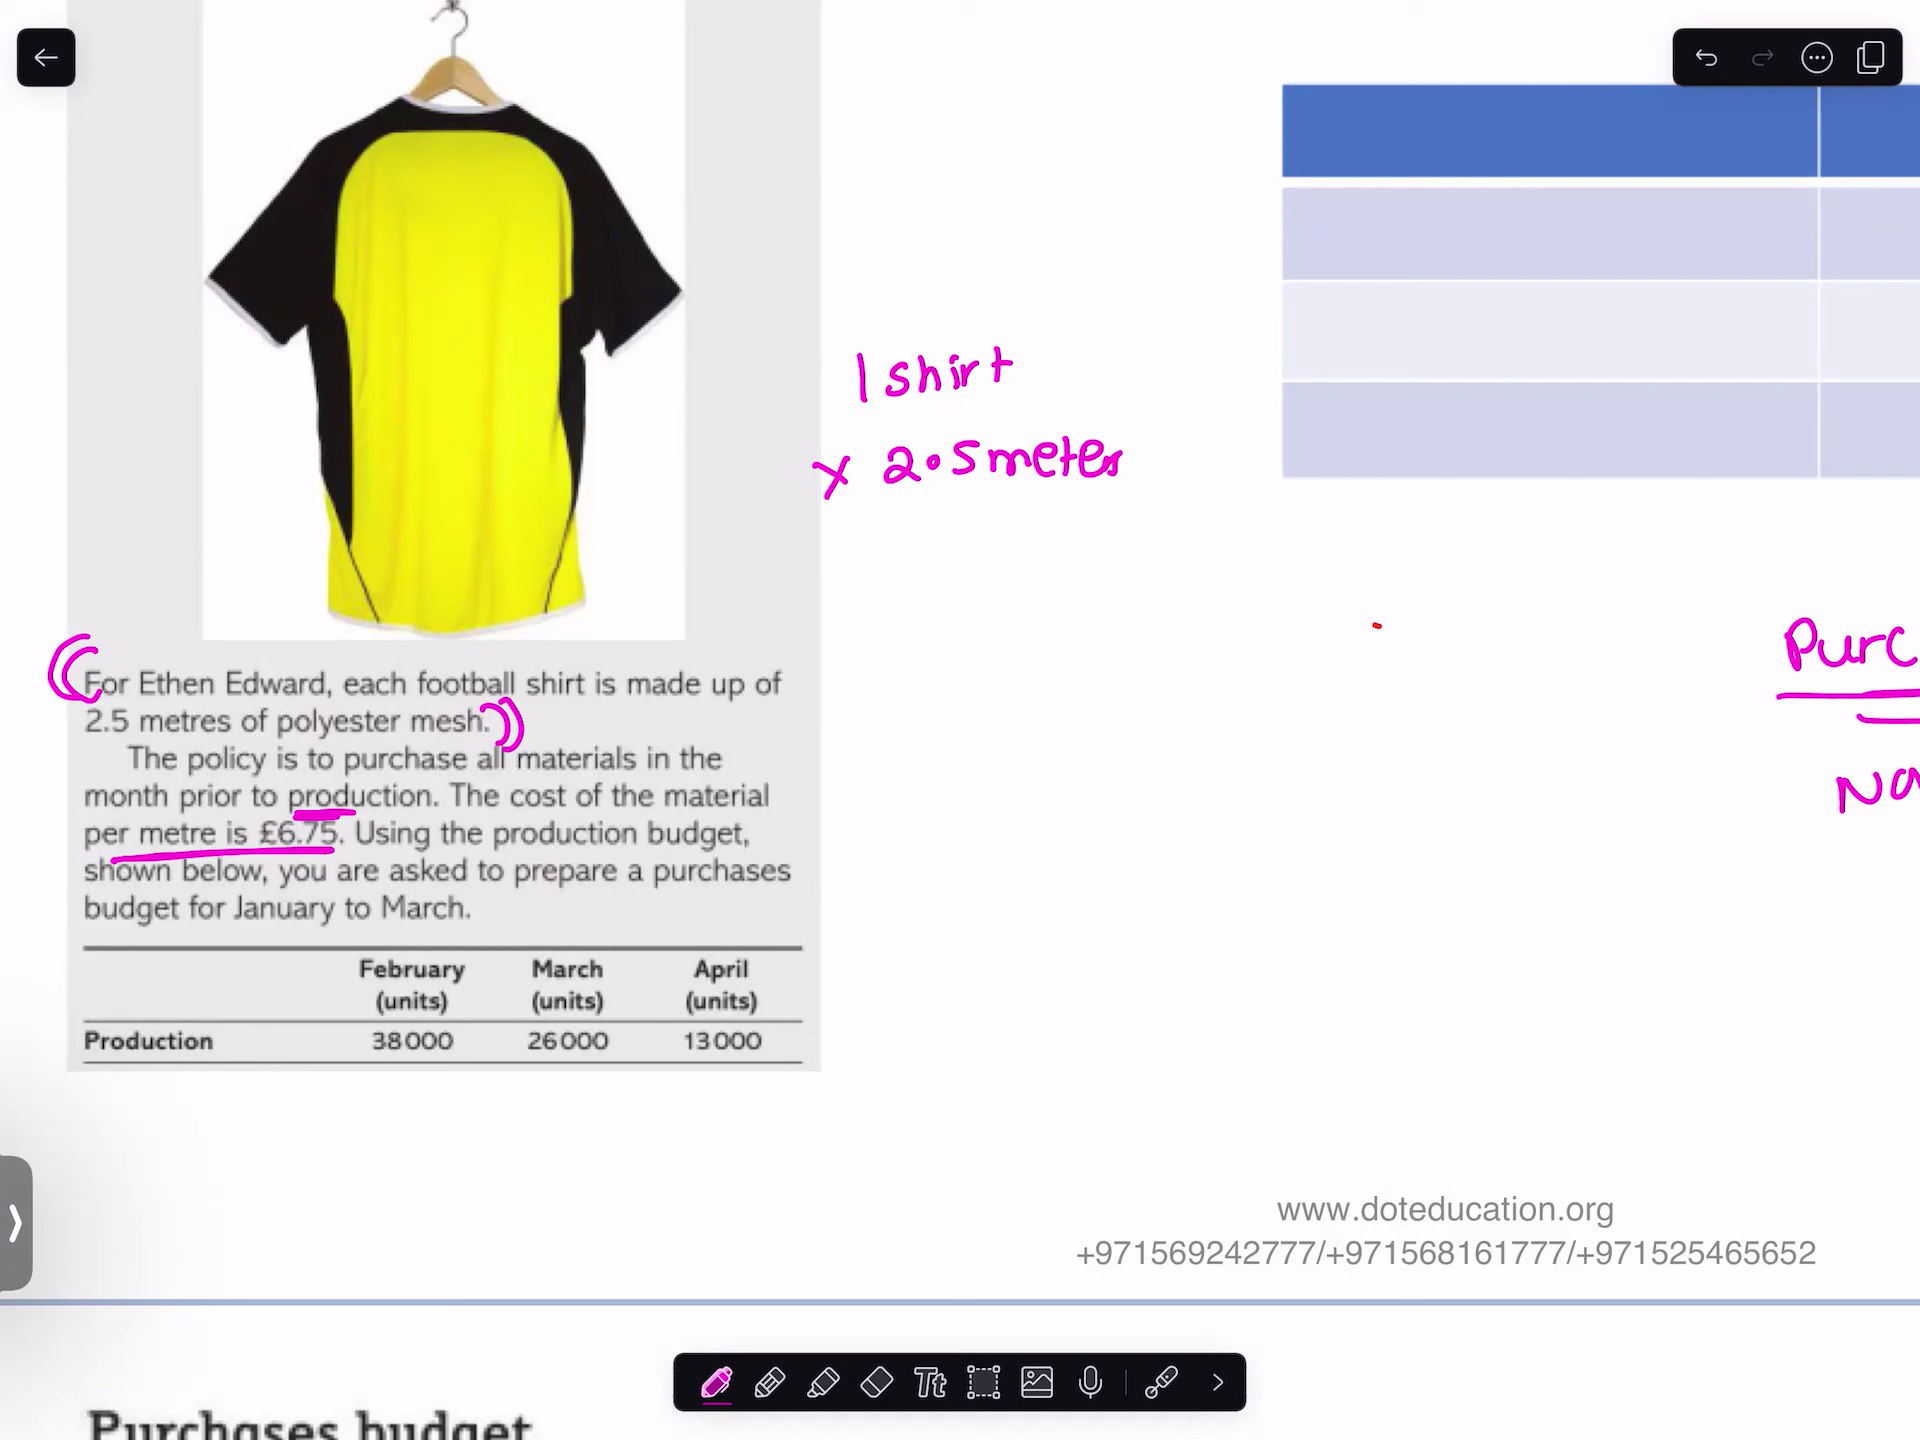 1 shirt
x 2.5 meter
For Ethen Edward, each football shirt is made up of
2.5 metres of polyester mesh.
The policy is to purchase all materials in the
month prior to production. The cost of the material
per metre is £6.75. Using the production budget,
shown below, you are asked to prepare a purchases
budget for January to March.
February March April
(units) (units) (units)
Production 38000 26000 13000
Purc
No
www.doteducation.org
+971569242777/+971568161777/+971525465652
Tt
Purchases budget